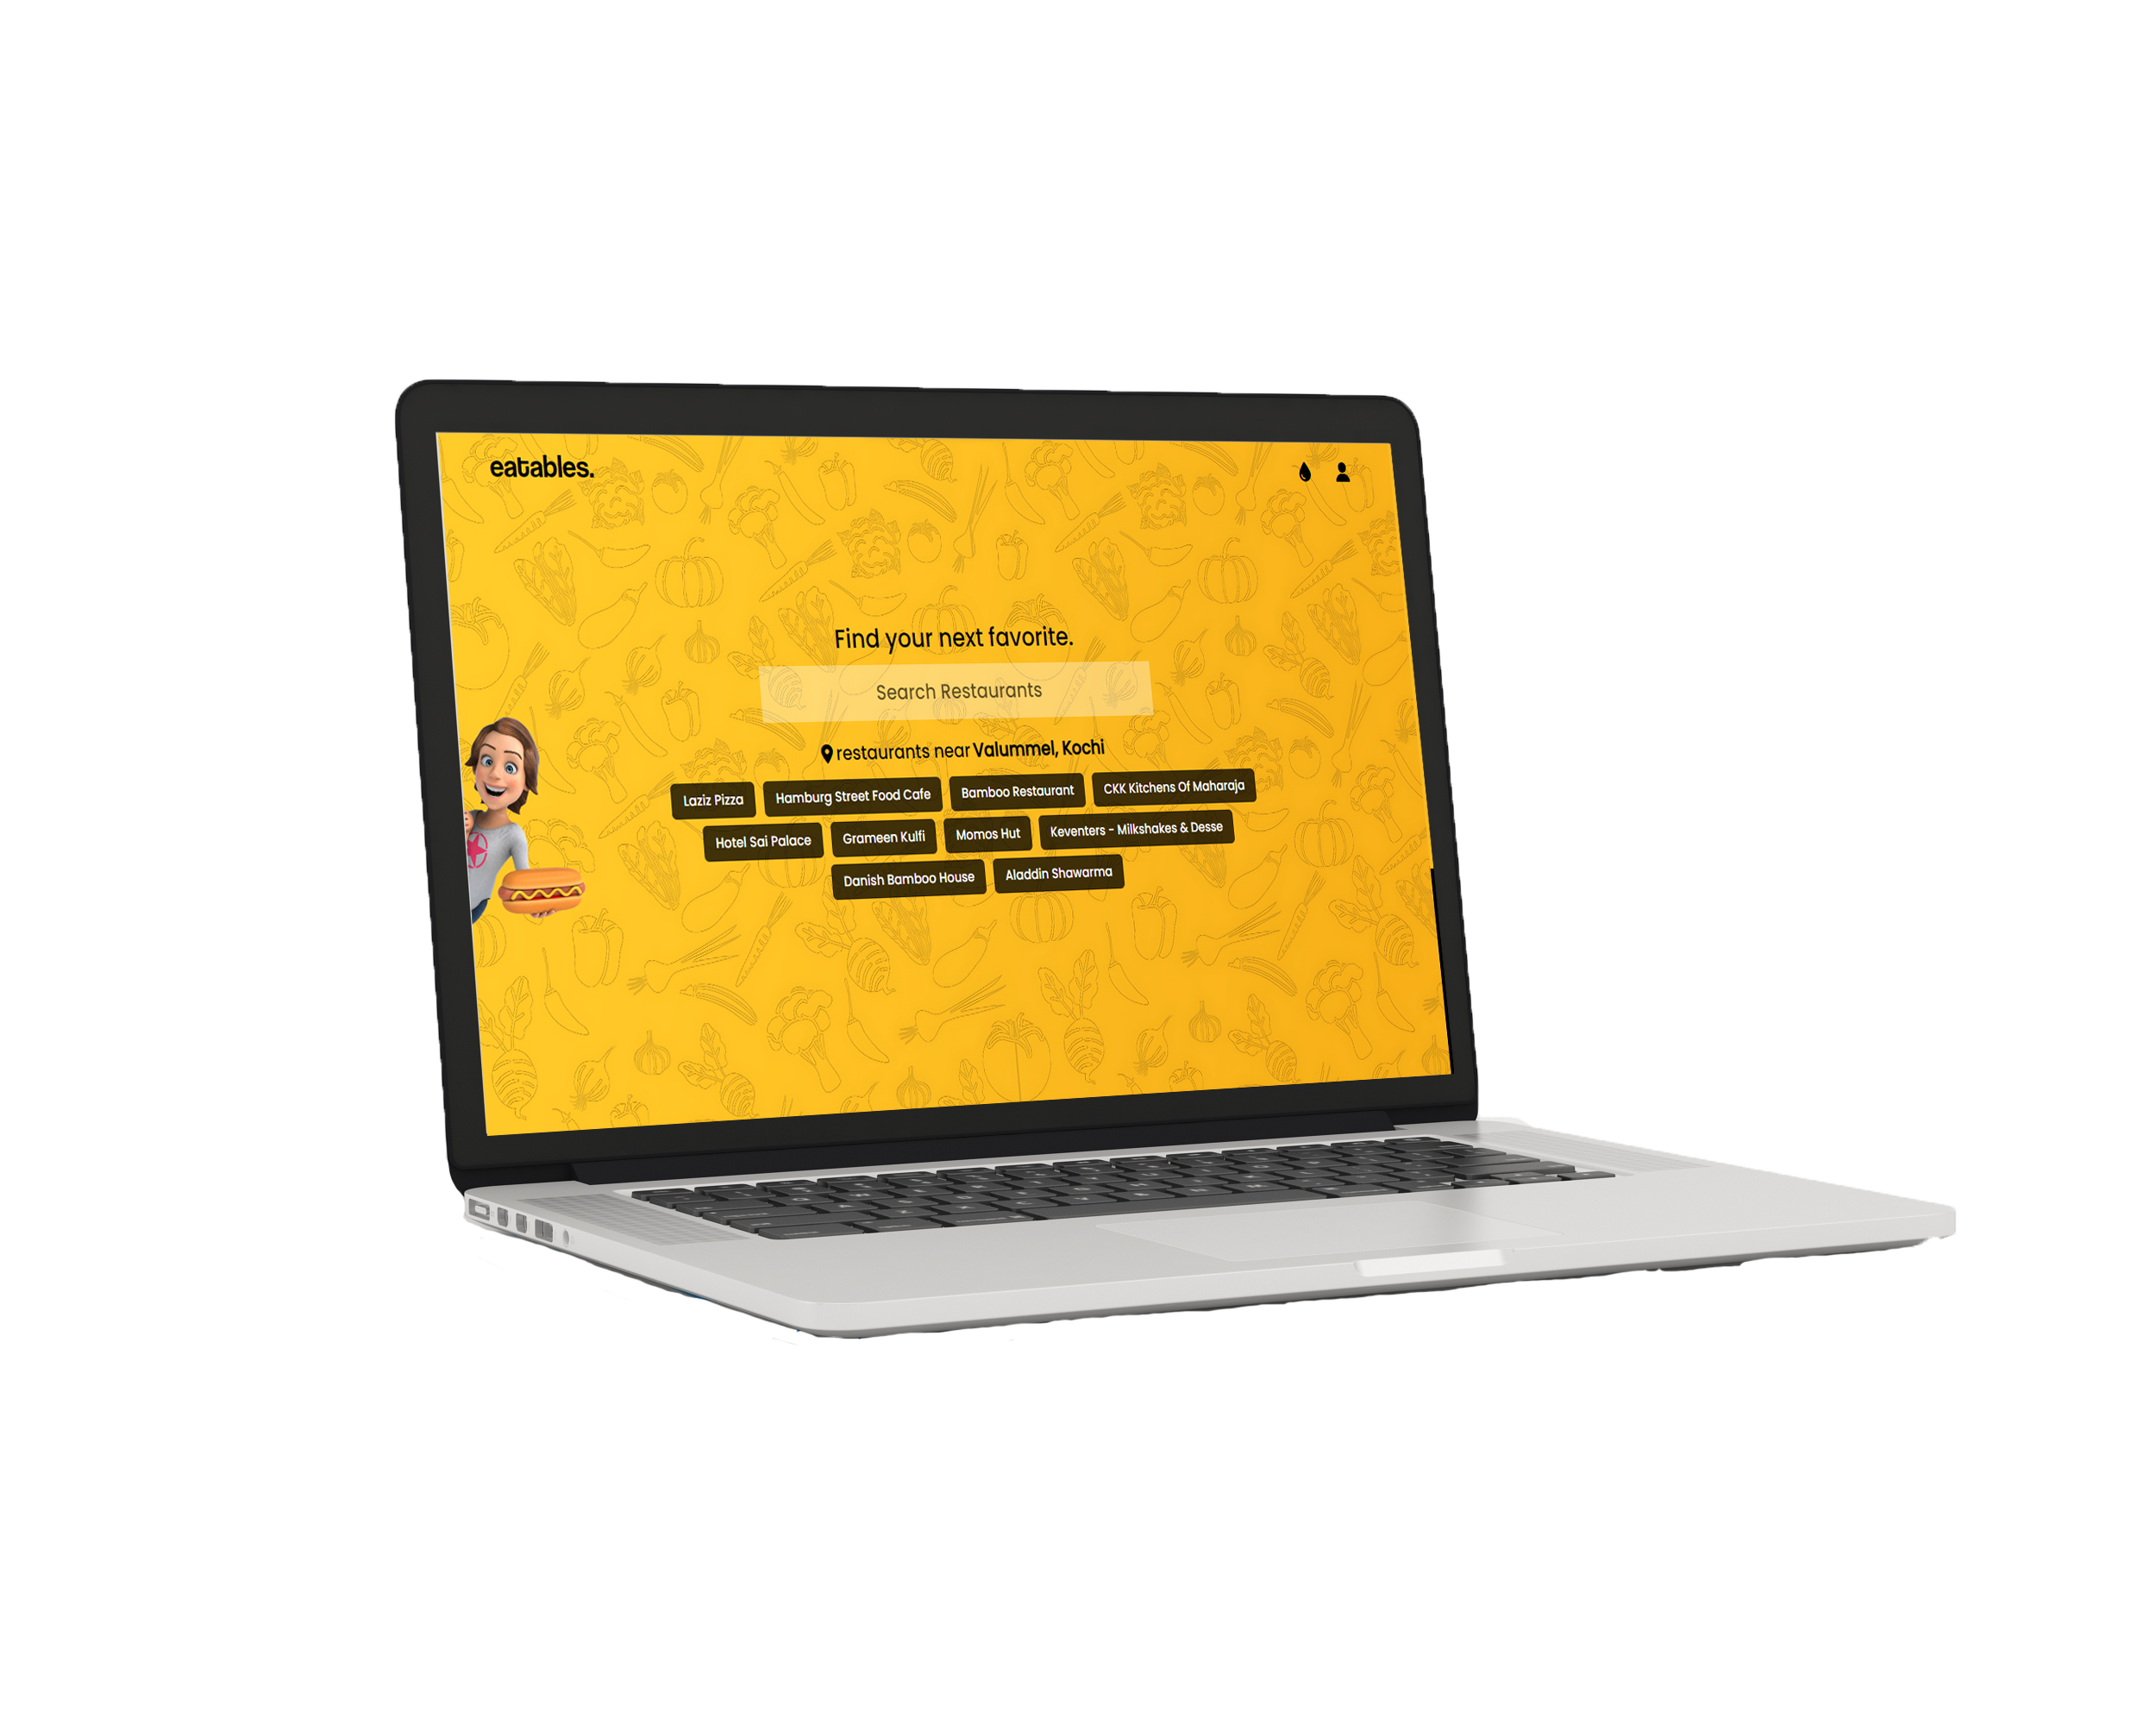 eatables.
Find your next favorite.
Search Restaurants
restaurants near Valummel, Kochi
Laziz Pizza Hamburg Street Food Cafe Bamboo Restaurant CKK Kitchens Of Maharaja
Hotel Sai Palace Grameen Kulfi Momos Hut Keventers - Milkshakes & Desse
Danish Bamboo House Aladdin Shawarma